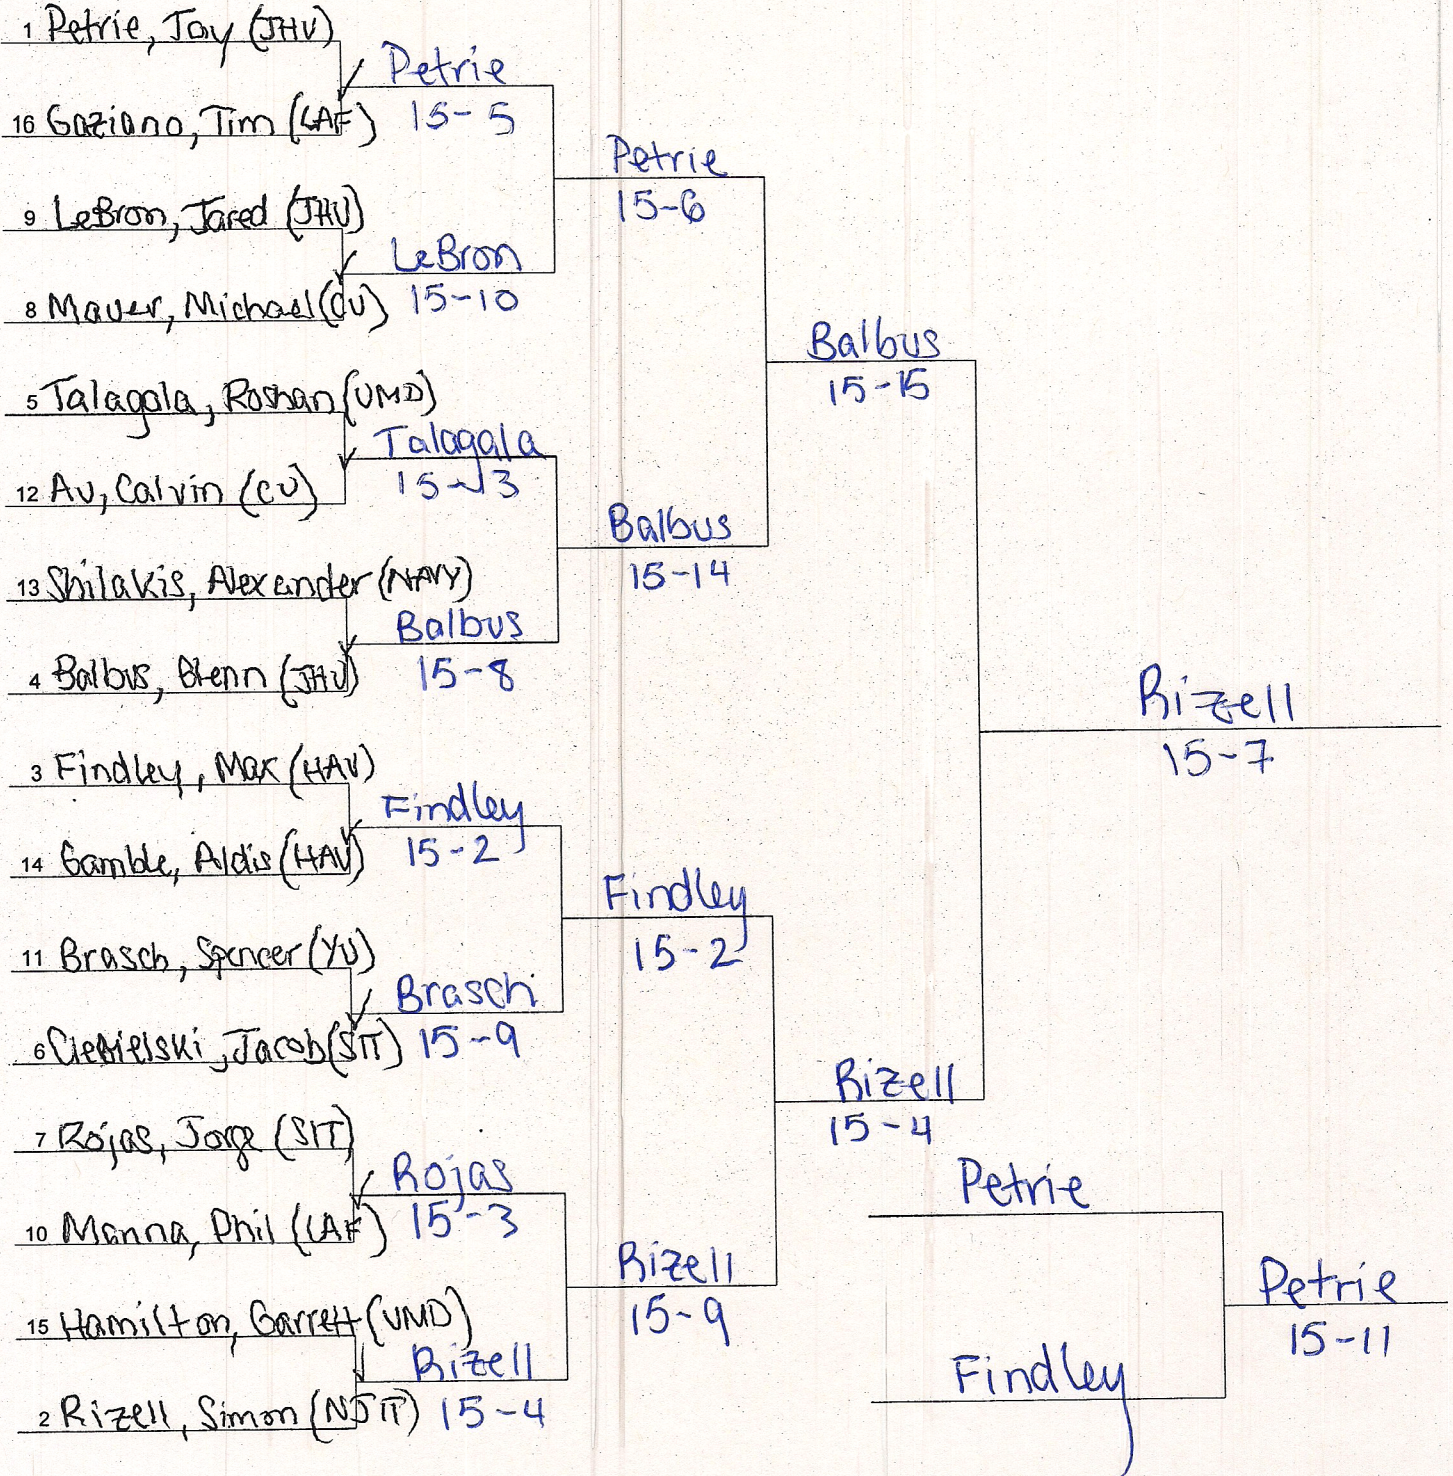 1 Petrie, Jay (JHU)
Petrie
16 Gaziano, Tim (LAF)
15-5
Petrie
15-6
9 LeBron, Jared (JHU)
LeBron
8 Mauer, Michael (CU)
15-10
Balbus
15-15
5 Talagala, Roshan (UMD)
Talagala
12 Au, Calvin (CU)
15-13
Balbus
15-14
13 Shilakis, Alexander (NAVY)
Balbus
4 Balbus, Glenn (JHU)
15-8
Rizell
15-7
3 Findley, Max (HAV)
Findley
14 Gamble, Aldis (HAV)
15-2
Findley
15-2
11 Brasch, Spencer (YU)
Braschi
6 Ciebielski, Jacob (SIT)
15-9
Rizell
15-4
7 Rojas, Jorge (SIT)
Rojas
10 Manna, Phil (LAF)
15-3
Rizell
15-9
15 Hamilton, Garrett (UMD)
Rizell
2 Rizell, Simon (NJIT)
15-4
Petrie
Petrie
15-11
Findley